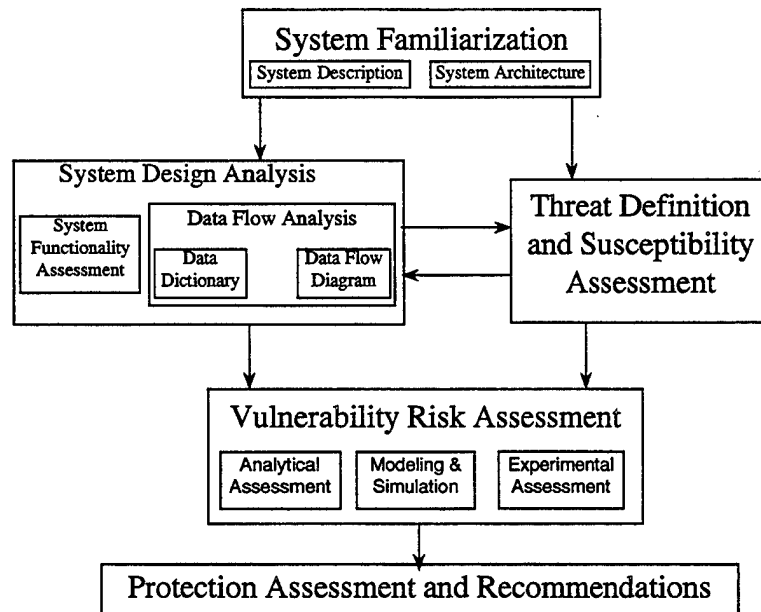 System Familiarization
System Description
System Architecture
System Design Analysis
System
Functionality
Assessment
Data Flow Analysis
Data
Dictionary
Data Flow
Diagram
Threat Definition
and Susceptibility
Assessment
Vulnerability Risk Assessment
Analytical
Assessment
Modeling &
Simulation
Experimental
Assessment
Protection Assessment and Recommendations